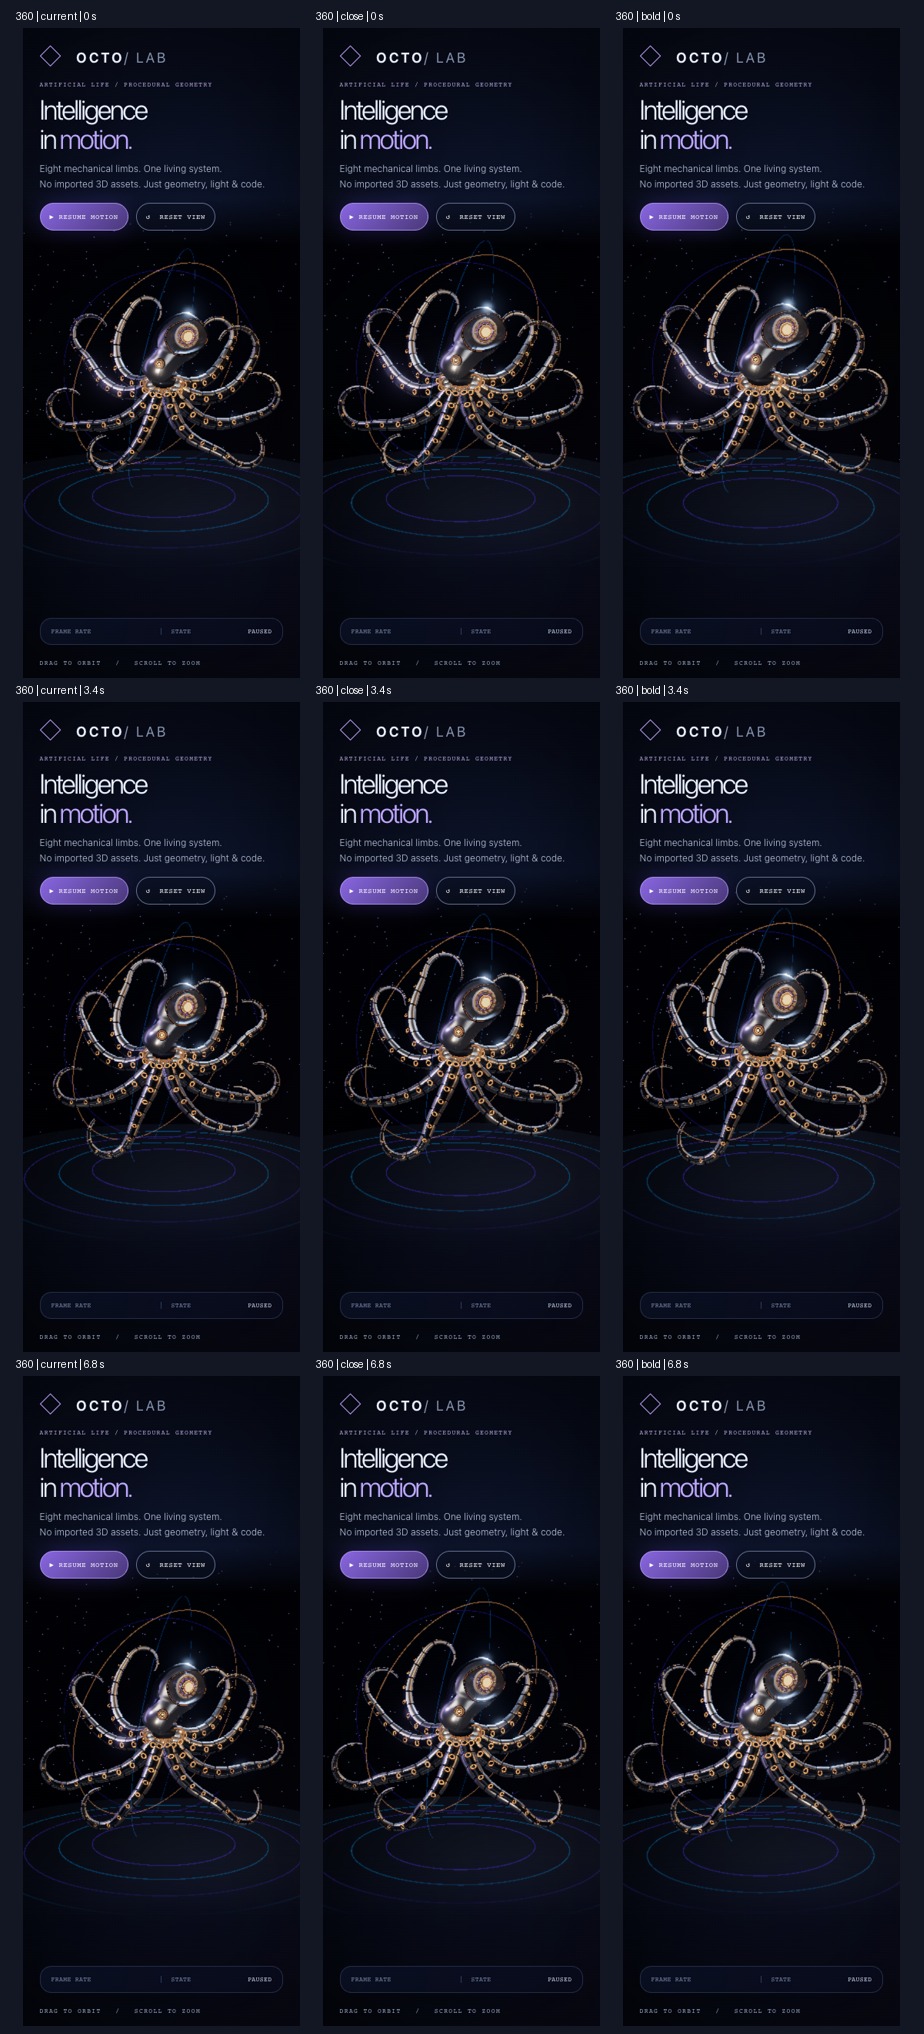 360 | current | 0 s
OCTO/ LAB
ARTIFICIAL LIFE / PROCEDURAL GEOMETRY
Intelligence
in motion.
Eight mechanical limbs. One living system.
No imported 3D assets. Just geometry, light & code.
▶ RESUME MOTION ↺ RESET VIEW
FRAME RATE | STATE PAUSED
DRAG TO ORBIT / SCROLL TO ZOOM
360 | close | 0 s
OCTO/ LAB
ARTIFICIAL LIFE / PROCEDURAL GEOMETRY
Intelligence
in motion.
Eight mechanical limbs. One living system.
No imported 3D assets. Just geometry, light & code.
▶ RESUME MOTION ↺ RESET VIEW
FRAME RATE | STATE PAUSED
DRAG TO ORBIT / SCROLL TO ZOOM
360 | bold | 0 s
OCTO/ LAB
ARTIFICIAL LIFE / PROCEDURAL GEOMETRY
Intelligence
in motion.
Eight mechanical limbs. One living system.
No imported 3D assets. Just geometry, light & code.
▶ RESUME MOTION ↺ RESET VIEW
FRAME RATE | STATE PAUSED
DRAG TO ORBIT / SCROLL TO ZOOM
360 | current | 3.4 s
OCTO/ LAB
ARTIFICIAL LIFE / PROCEDURAL GEOMETRY
Intelligence
in motion.
Eight mechanical limbs. One living system.
No imported 3D assets. Just geometry, light & code.
▶ RESUME MOTION ↺ RESET VIEW
FRAME RATE | STATE PAUSED
DRAG TO ORBIT / SCROLL TO ZOOM
360 | close | 3.4 s
OCTO/ LAB
ARTIFICIAL LIFE / PROCEDURAL GEOMETRY
Intelligence
in motion.
Eight mechanical limbs. One living system.
No imported 3D assets. Just geometry, light & code.
▶ RESUME MOTION ↺ RESET VIEW
FRAME RATE | STATE PAUSED
DRAG TO ORBIT / SCROLL TO ZOOM
360 | bold | 3.4 s
OCTO/ LAB
ARTIFICIAL LIFE / PROCEDURAL GEOMETRY
Intelligence
in motion.
Eight mechanical limbs. One living system.
No imported 3D assets. Just geometry, light & code.
▶ RESUME MOTION ↺ RESET VIEW
FRAME RATE | STATE PAUSED
DRAG TO ORBIT / SCROLL TO ZOOM
360 | current | 6.8 s
OCTO/ LAB
ARTIFICIAL LIFE / PROCEDURAL GEOMETRY
Intelligence
in motion.
Eight mechanical limbs. One living system.
No imported 3D assets. Just geometry, light & code.
▶ RESUME MOTION ↺ RESET VIEW
FRAME RATE | STATE PAUSED
DRAG TO ORBIT / SCROLL TO ZOOM
360 | close | 6.8 s
OCTO/ LAB
ARTIFICIAL LIFE / PROCEDURAL GEOMETRY
Intelligence
in motion.
Eight mechanical limbs. One living system.
No imported 3D assets. Just geometry, light & code.
▶ RESUME MOTION ↺ RESET VIEW
FRAME RATE | STATE PAUSED
DRAG TO ORBIT / SCROLL TO ZOOM
360 | bold | 6.8 s
OCTO/ LAB
ARTIFICIAL LIFE / PROCEDURAL GEOMETRY
Intelligence
in motion.
Eight mechanical limbs. One living system.
No imported 3D assets. Just geometry, light & code.
▶ RESUME MOTION ↺ RESET VIEW
FRAME RATE | STATE PAUSED
DRAG TO ORBIT / SCROLL TO ZOOM